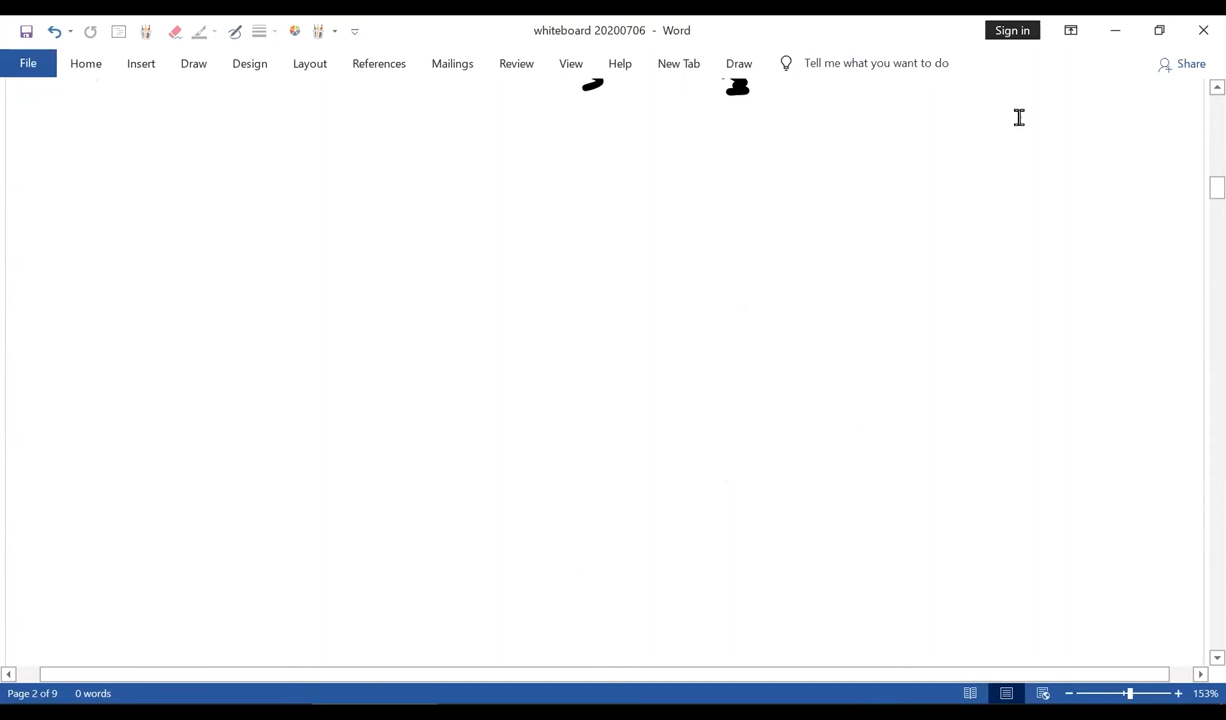 whiteboard 20200706 - Word
Sign in
File Home Insert Draw Design Layout References Mailings Review View Help New Tab Draw Tell me what you want to do Share
Page 2 of 9 0 words 153%